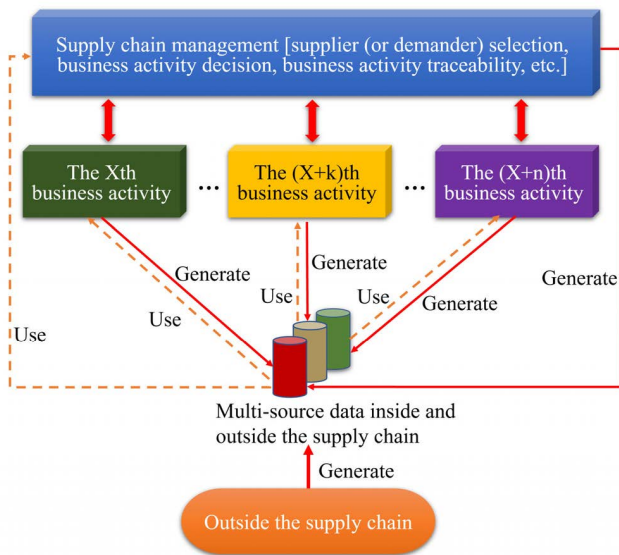 Supply chain management [supplier (or demander) selection,
business activity decision, business activity traceability, etc.]
The Xth
business activity
...
The (X+k)th
business activity
...
The (X+n)th
business activity
Generate
Generate
Generate
Generate
Use
Use
Use
Use
Multi-source data inside and
outside the supply chain
Generate
Outside the supply chain